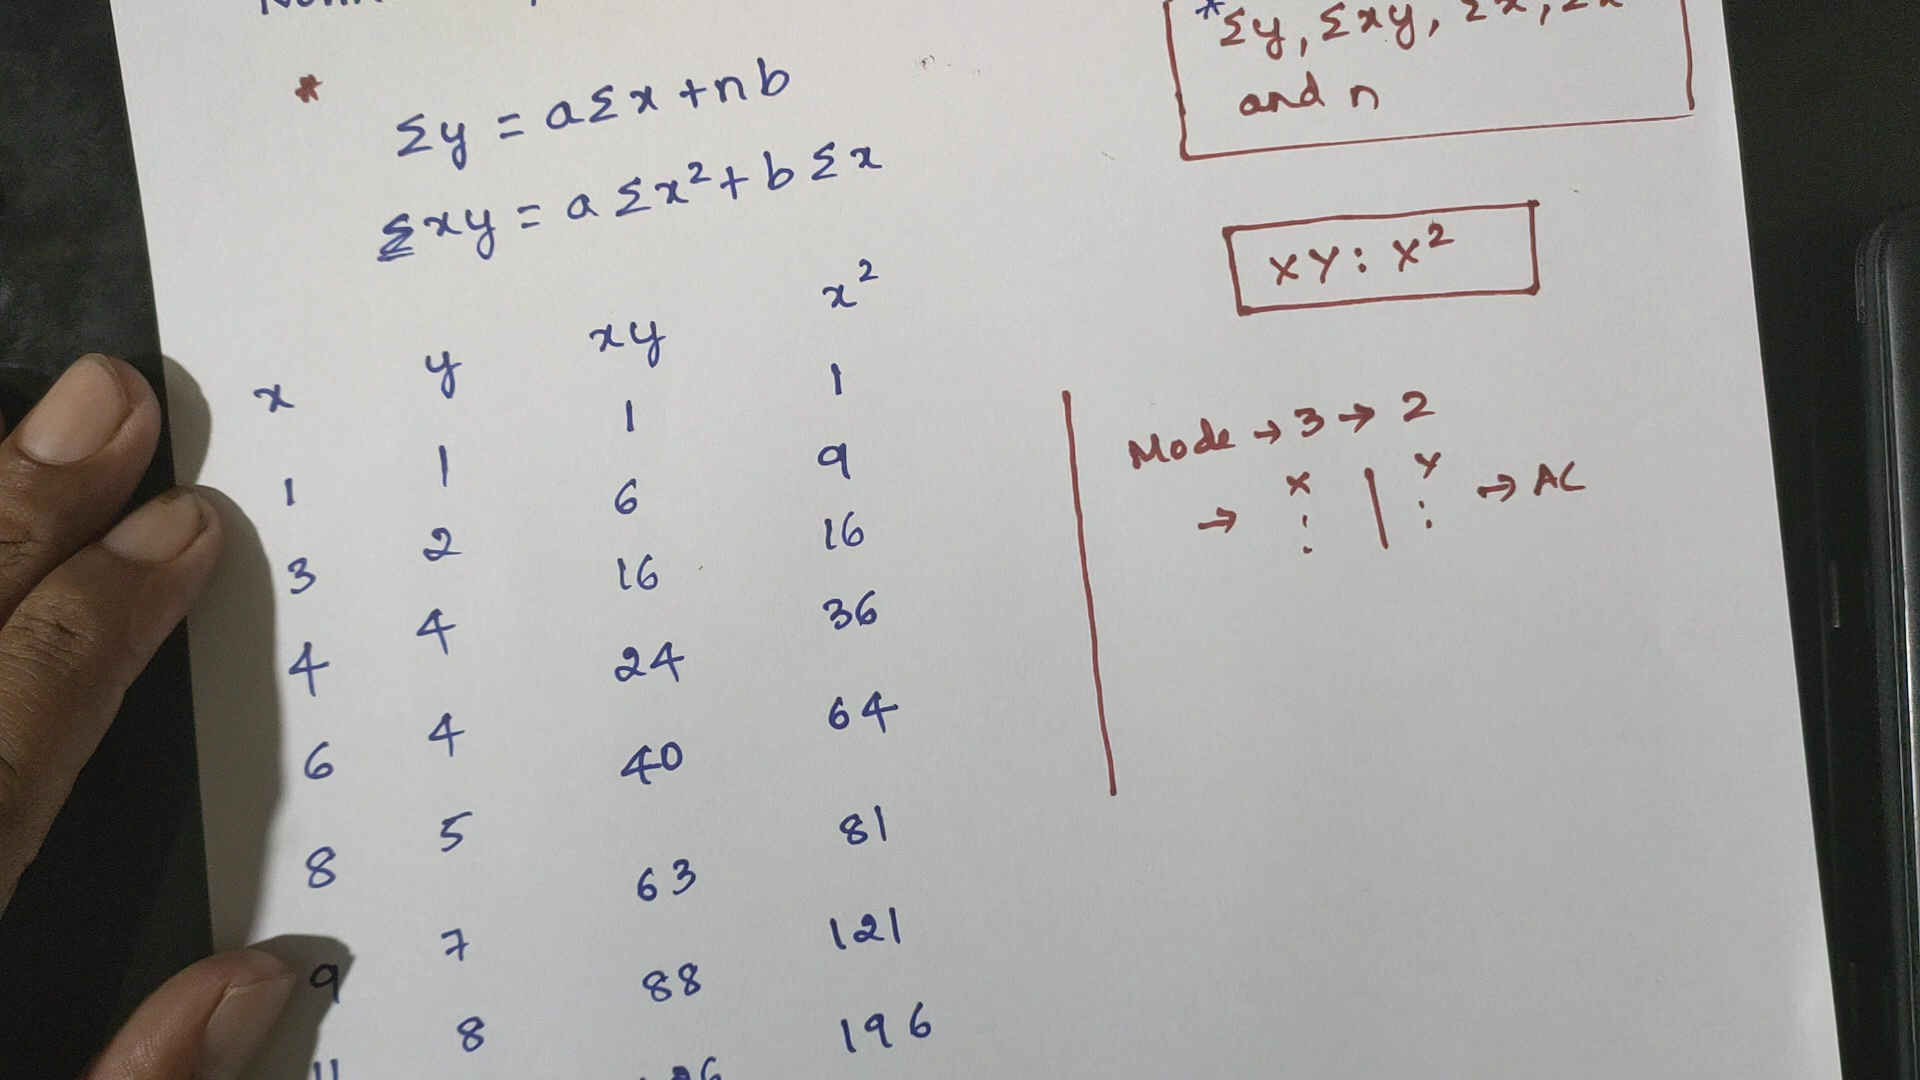 *
Σy = aΣx + nb
Σxy = aΣx² + bΣx
x y xy x²
1 1 1 1
3 2 6 9
4 4 16 16
6 4 24 36
8 5 40 64
9 7 63 81
11 8 88 121
196
*Σy, Σxy,
and n
XY: X²
Mode → 3 → 2
→ X | Y → AC
: :